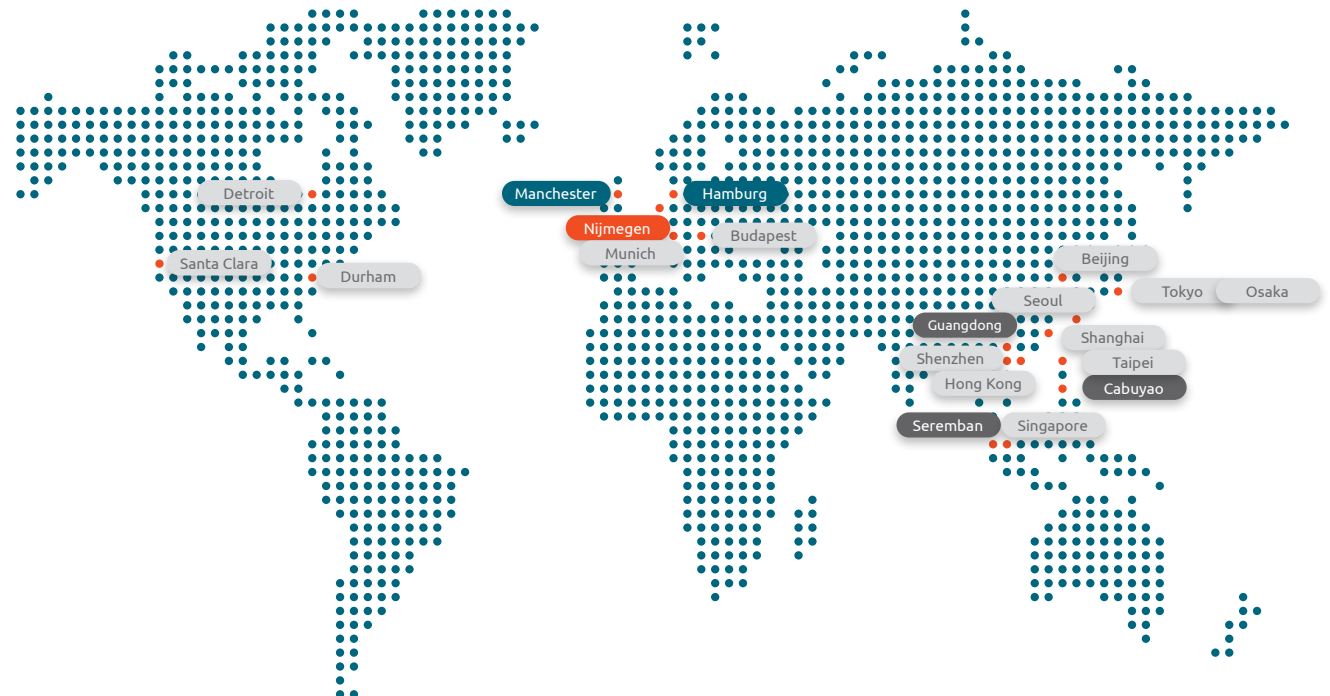 Detroit
Manchester
Hamburg
Nijmegen
Budapest
Munich
Santa Clara
Durham
Beijing
Tokyo
Osaka
Seoul
Guangdong
Shanghai
Shenzhen
Taipei
Hong Kong
Cabuyao
Seremban
Singapore